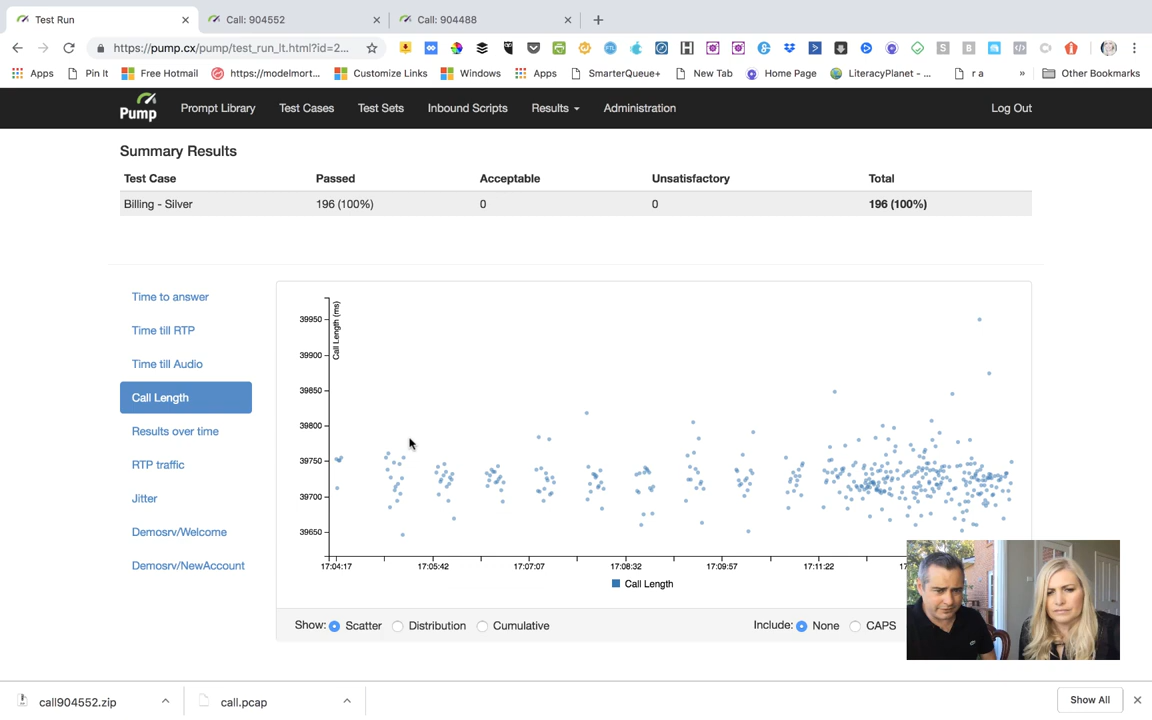 Test Run
Call: 904552
Call: 904488
https://pump.cx/pump/test_run_lt.html?id=2...
Apps
Pin It
Free Hotmail
https://modelmort...
Customize Links
Windows
Apps
SmarterQueue+
New Tab
Home Page
LiteracyPlanet - ...
r a
»
Other Bookmarks
Pump
Prompt Library
Test Cases
Test Sets
Inbound Scripts
Results
Administration
Log Out
Summary Results
Test Case Passed Acceptable Unsatisfactory Total
Billing - Silver 196 (100%) 0 0 196 (100%)
Time to answer
Time till RTP
Time till Audio
Call Length
Results over time
RTP traffic
Jitter
Demosrv/Welcome
Demosrv/NewAccount
Call Length (ms)
39950
39900
39850
39800
39750
39700
39650
17:04:17 17:05:42 17:07:07 17:08:32 17:09:57 17:11:22
Call Length
Show: Scatter Distribution Cumulative
Include: None CAPS
call904552.zip
call.pcap
Show All